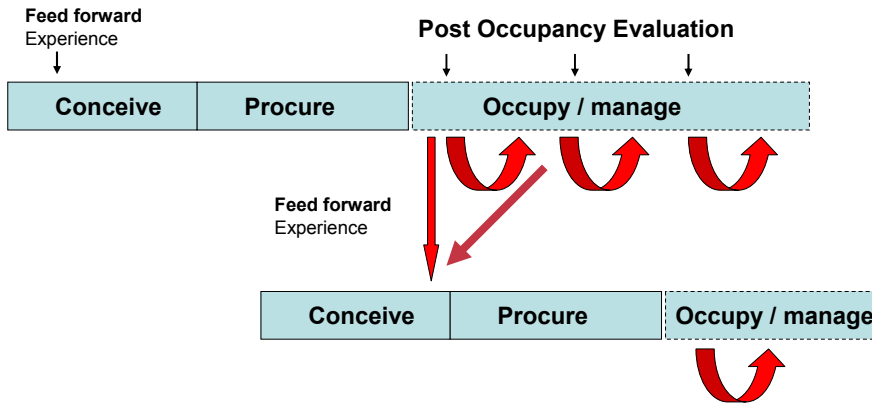 Feed forward
Experience
Post Occupancy Evaluation
Conceive
Procure
Occupy / manage
Feed forward
Experience
Conceive
Procure
Occupy / manage